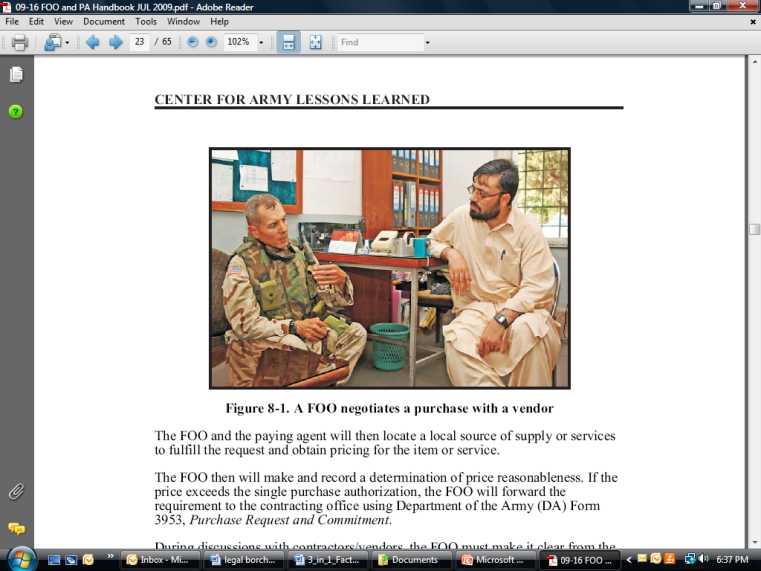 09-16 FOO and PA Handbook JUL 2009.pdf - Adobe Reader
File Edit View Document Tools Window Help
23 / 65 102% Find
CENTER FOR ARMY LESSONS LEARNED
Figure 8-1. A FOO negotiates a purchase with a vendor
The FOO and the paying agent will then locate a local source of supply or services
to fulfill the request and obtain pricing for the item or service.
The FOO then will make and record a determination of price reasonableness. If the
price exceeds the single purchase authorization, the FOO will forward the
requirement to the contracting office using Department of the Army (DA) Form
3953, Purchase Request and Commitment.
During discussions with contractors/vendors, the FOO must make it clear from the
Inbox - Mi... legal borch... 3_in_1_Fact... Documents Microsoft ... 09-16 FOO ... 6:37 PM